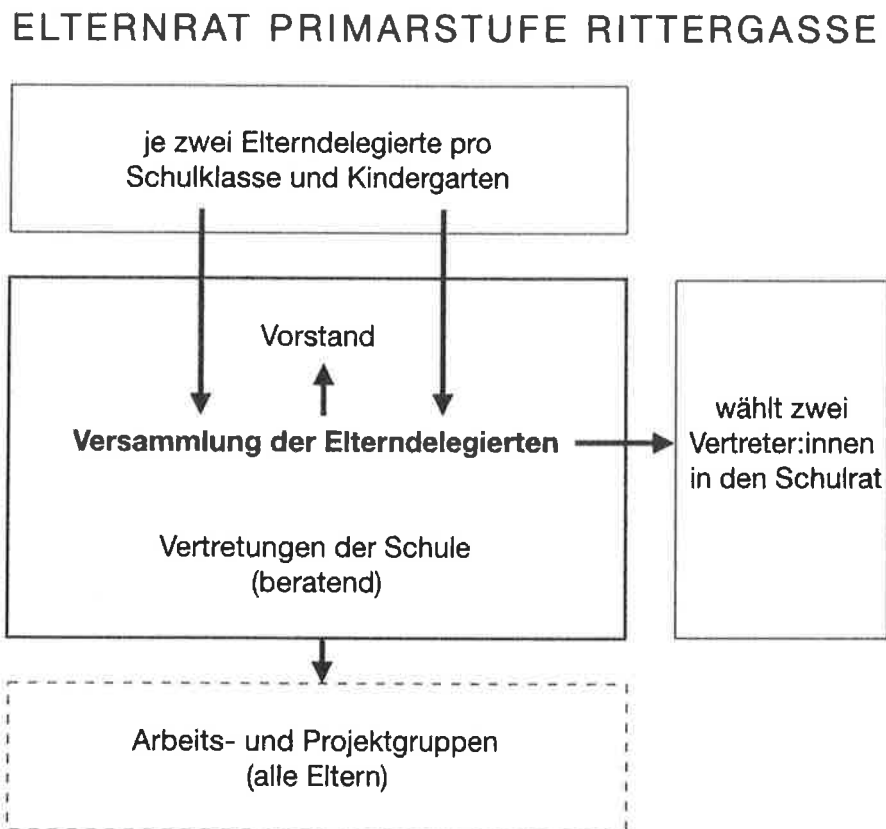 ELTERNRAT PRIMARSTUFE RITTERGASSE
je zwei Elterndelegierte pro
Schulklasse und Kindergarten
Vorstand
Versammlung der Elterndelegierten
wählt zwei
Vertreter:innen
in den Schulrat
Vertretungen der Schule
(beratend)
Arbeits- und Projektgruppen
(alle Eltern)